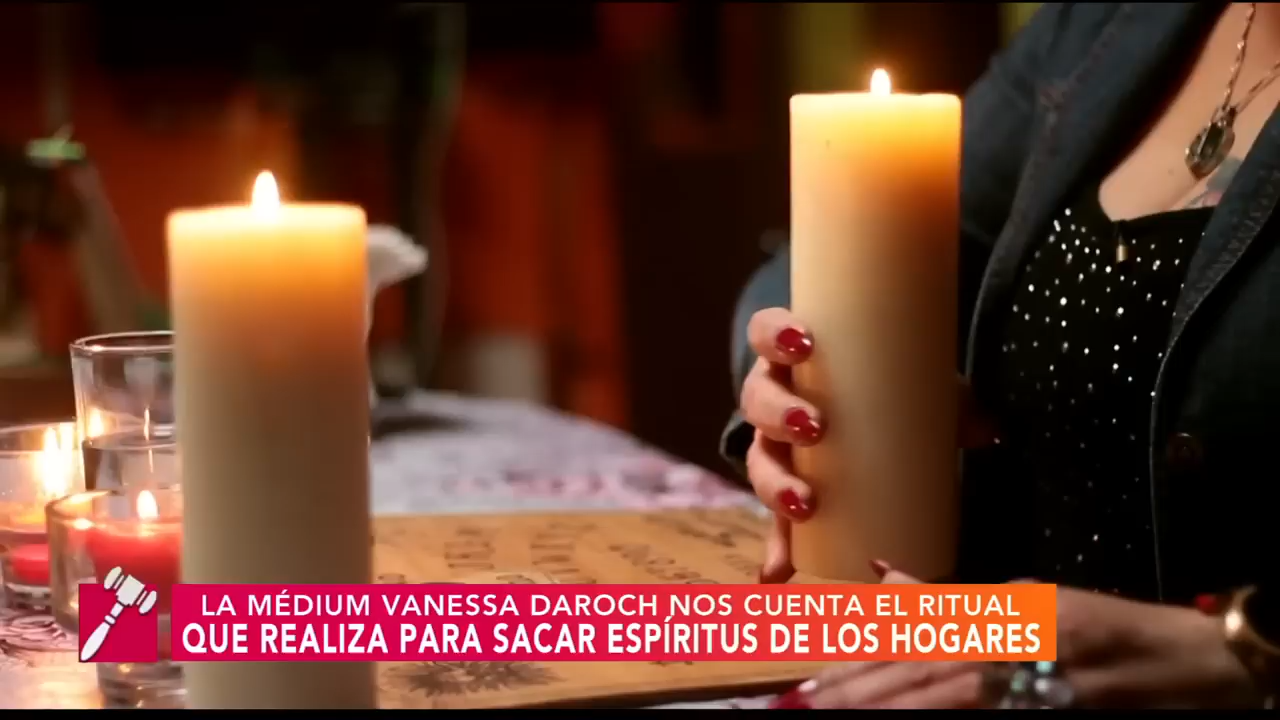 LA MÉDIUM VANESSA DAROCH NOS CUENTA EL RITUAL
QUE REALIZA PARA SACAR ESPÍRITUS DE LOS HOGARES